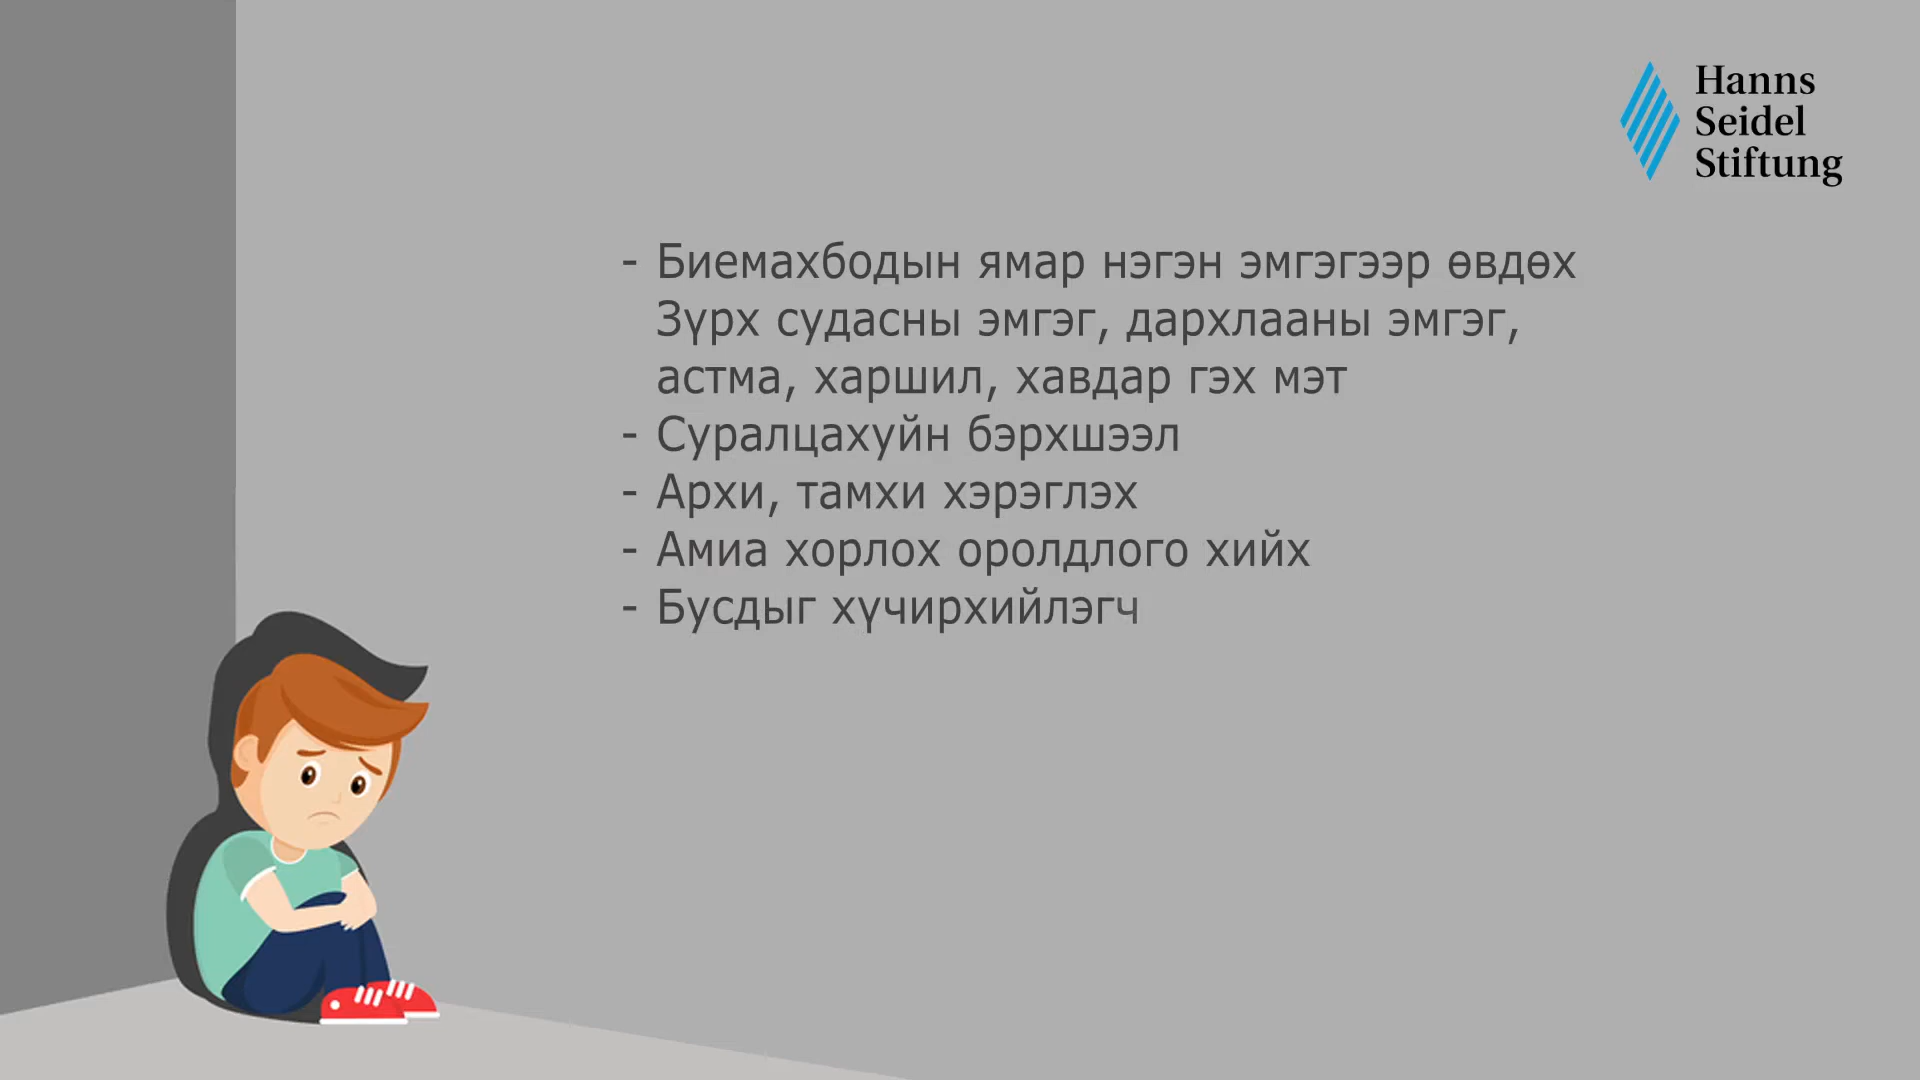 Hanns
Seidel
Stiftung
- Биемахбодын ямар нэгэн эмгэгээр өвдөх
Зүрх судасны эмгэг, дархлааны эмгэг,
астма, харшил, хавдар гэх мэт
- Суралцахуйн бэрхшээл
- Архи, тамхи хэрэглэх
- Амиа хорлох оролдлого хийх
- Бусдыг хүчирхийлэгч